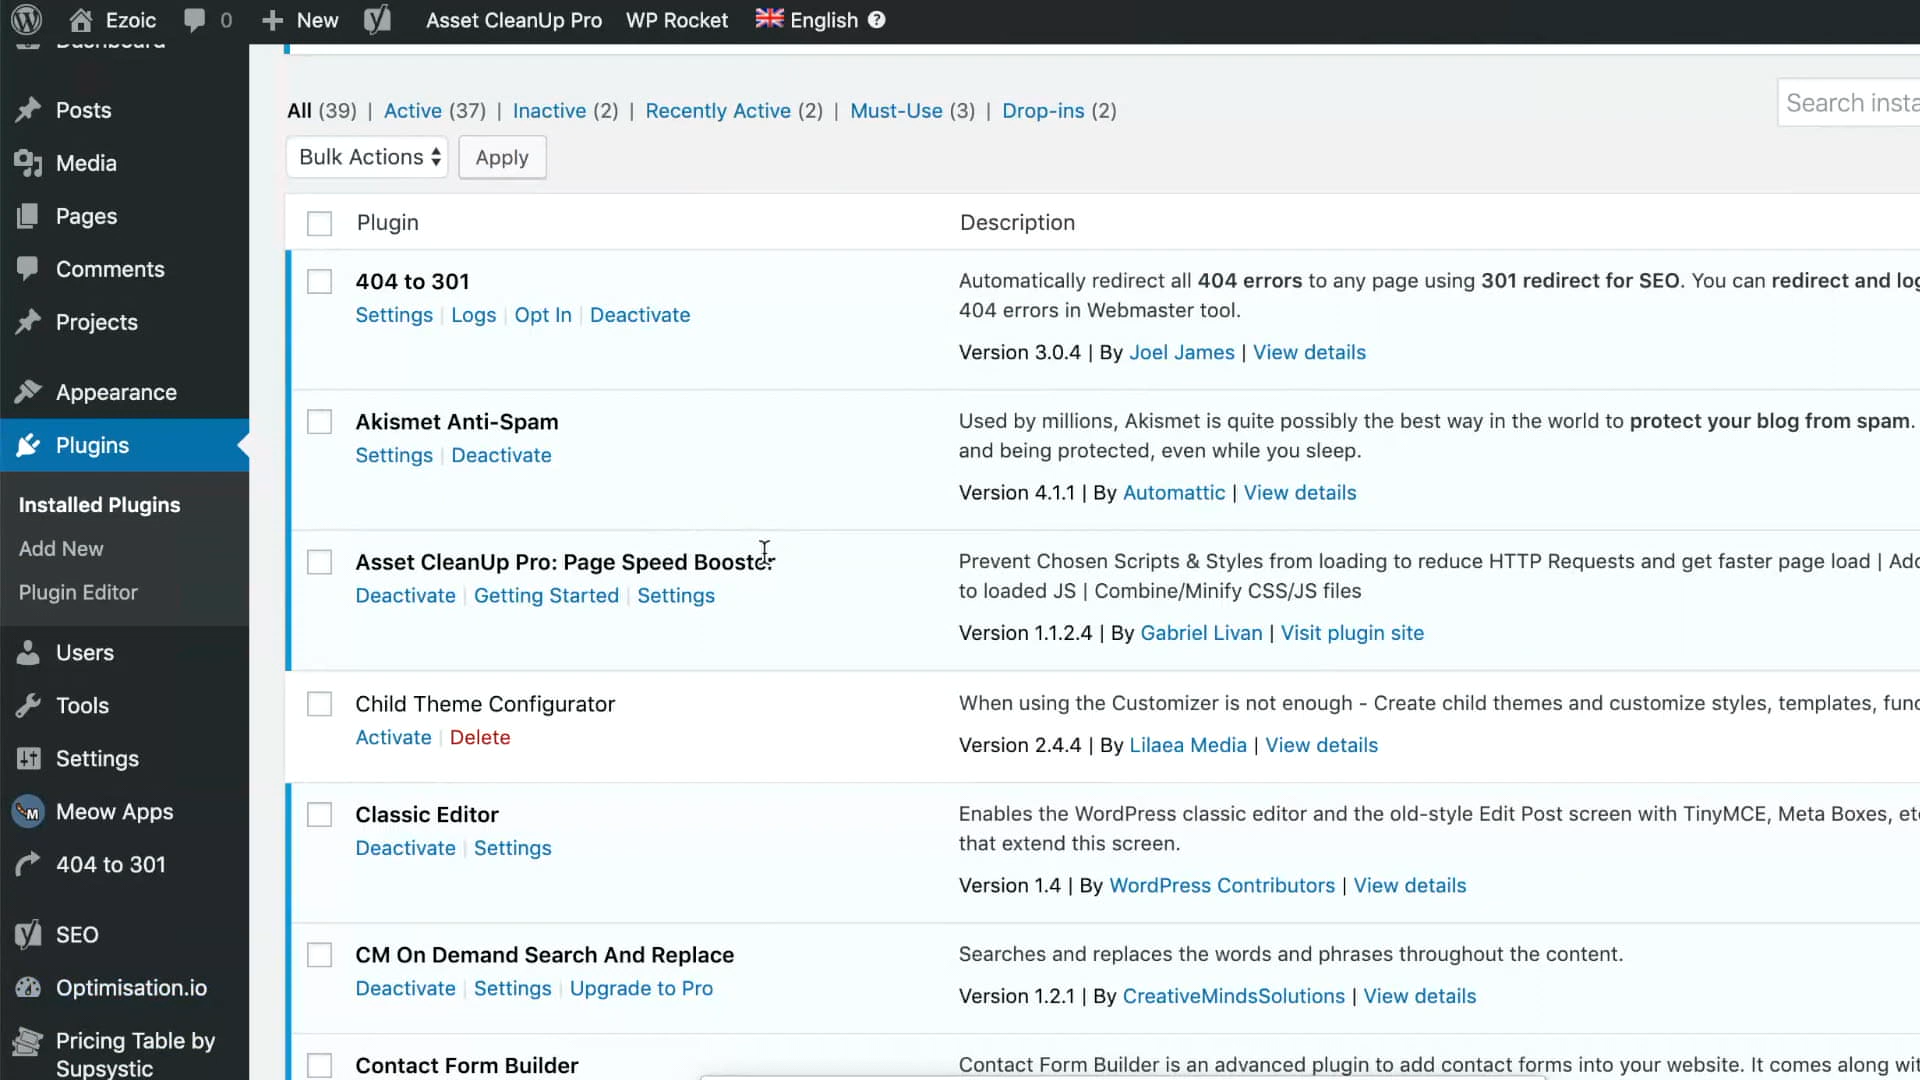 Ezoic 0 New Asset CleanUp Pro WP Rocket English ?
Dashboard
Posts
Media
Pages
Comments
Projects
Appearance
Plugins
Installed Plugins
Add New
Plugin Editor
Users
Tools
Settings
Meow Apps
404 to 301
SEO
Optimisation.io
Pricing Table by
Supsystic
All (39) | Active (37) | Inactive (2) | Recently Active (2) | Must-Use (3) | Drop-ins (2)
Search insta
Bulk Actions Apply
Plugin Description
404 to 301
Settings | Logs | Opt In | Deactivate
Automatically redirect all 404 errors to any page using 301 redirect for SEO. You can redirect and log
404 errors in Webmaster tool.
Version 3.0.4 | By Joel James | View details
Akismet Anti-Spam
Settings | Deactivate
Used by millions, Akismet is quite possibly the best way in the world to protect your blog from spam.
and being protected, even while you sleep.
Version 4.1.1 | By Automattic | View details
Asset CleanUp Pro: Page Speed Booster
Deactivate | Getting Started | Settings
Prevent Chosen Scripts & Styles from loading to reduce HTTP Requests and get faster page load | Add
to loaded JS | Combine/Minify CSS/JS files
Version 1.1.2.4 | By Gabriel Livan | Visit plugin site
Child Theme Configurator
Activate | Delete
When using the Customizer is not enough - Create child themes and customize styles, templates, func
Version 2.4.4 | By Lilaea Media | View details
Classic Editor
Deactivate | Settings
Enables the WordPress classic editor and the old-style Edit Post screen with TinyMCE, Meta Boxes, etc
that extend this screen.
Version 1.4 | By WordPress Contributors | View details
CM On Demand Search And Replace
Deactivate | Settings | Upgrade to Pro
Searches and replaces the words and phrases throughout the content.
Version 1.2.1 | By CreativeMindsSolutions | View details
Contact Form Builder
Contact Form Builder is an advanced plugin to add contact forms into your website. It comes along wit